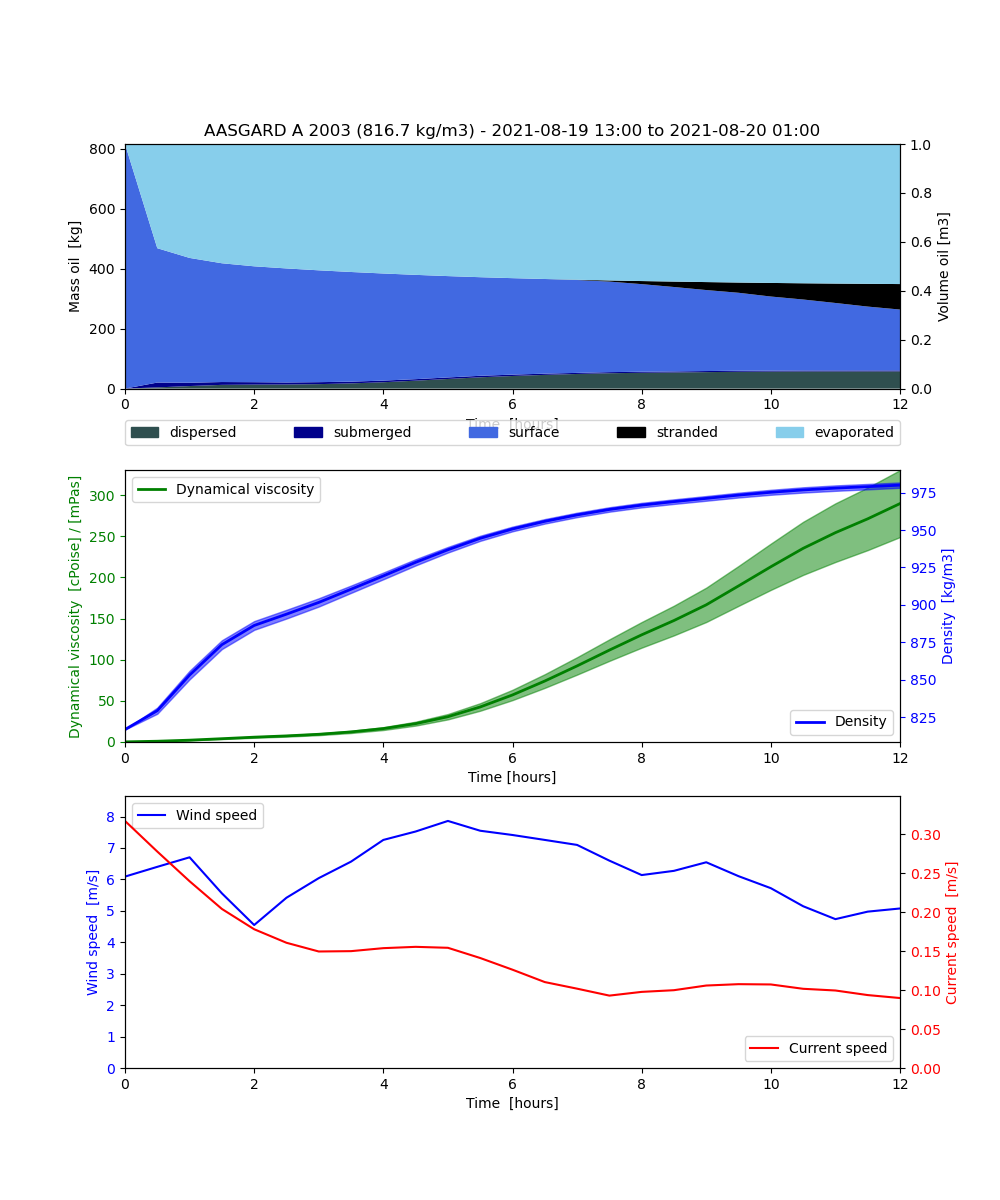 AASGARD A 2003 (816.7 kg/m3) - 2021-08-19 13:00 to 2021-08-20 01:00
Mass oil [kg]
800
600
400
200
0
1.0
0.8
0.6
0.4
0.2
0.0
Volume oil [m3]
0 2 4 6 8 10 12
Time [hours]
dispersed submerged surface stranded evaporated
Dynamical viscosity [cPoise] / [mPas]
300
250
200
150
100
50
0
Dynamical viscosity
975
950
925
900
875
850
825
Density [kg/m3]
Density
0 2 4 6 8 10 12
Time [hours]
Wind speed [m/s]
8
7
6
5
4
3
2
1
0
Wind speed
0.30
0.25
0.20
0.15
0.10
0.05
0.00
Current speed [m/s]
Current speed
0 2 4 6 8 10 12
Time [hours]